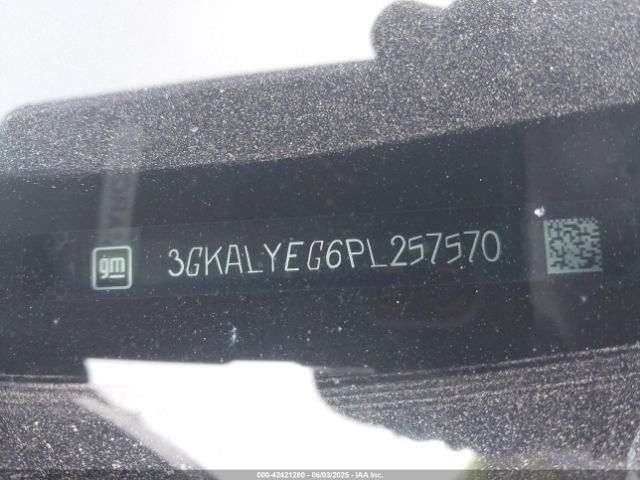 gm 3GKALYEG6PL257570
000-42421280 - 06/03/2025 - IAA Inc.